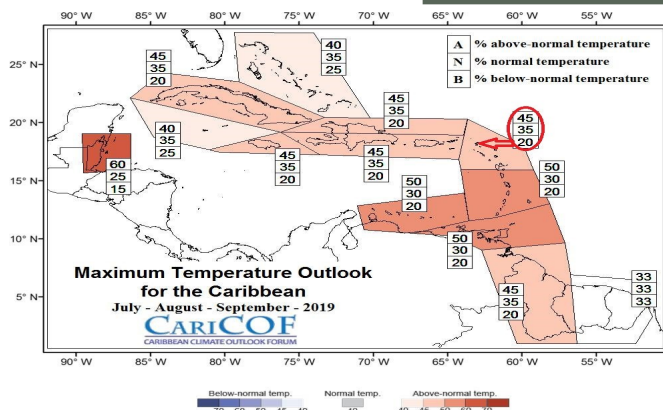 A % above-normal temperature
N % normal temperature
B % below-normal temperature
40
35
25
45
35
20
45
35
20
45
35
20
40
35
25
60
25
15
45
35
20
45
35
20
50
30
20
50
30
20
50
30
20
45
35
20
33
33
33
25°N
20°N
15°N
10°N
5°N
Maximum Temperature Outlook
for the Caribbean
July - August - September - 2019
CARICOF
CARIBBEAN CLIMATE OUTLOOK FORUM
90°W 85°W 80°W 75°W 70°W 65°W 60°W 55°W
Below-normal temp. Normal temp. Above-normal temp.